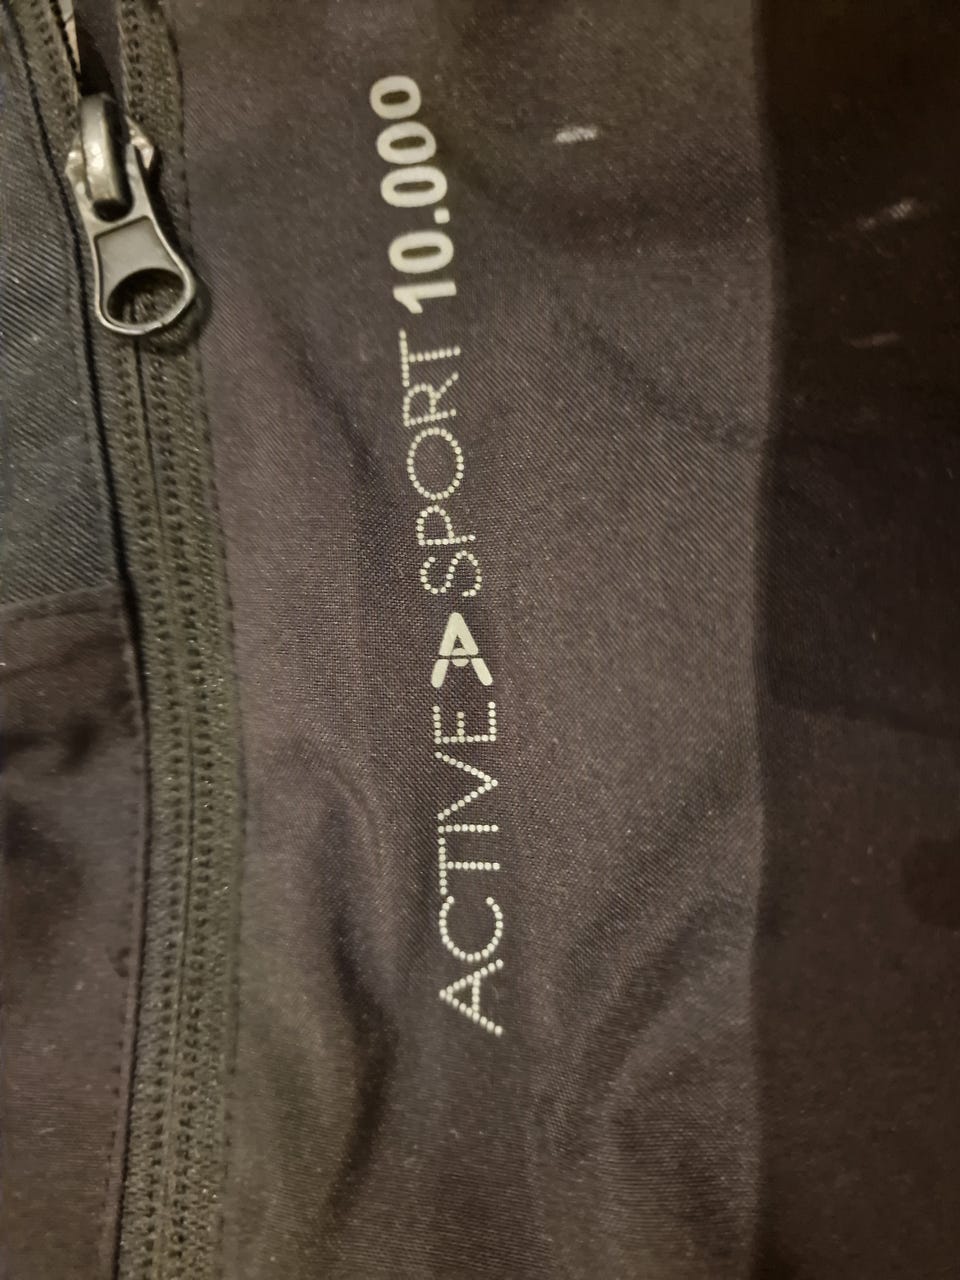 ACTIVE A SPORT 10.000